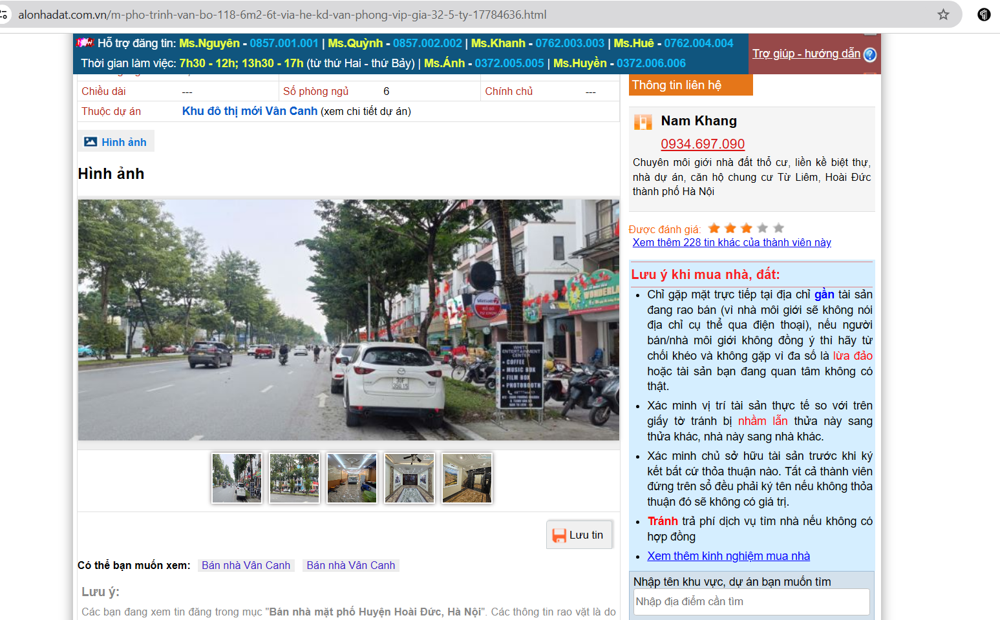 alonhadat.com.vn/m-pho-trinh-van-bo-118-6m2-6t-via-he-kd-van-phong-vip-gia-32-5-ty-17784636.html
Hỗ trợ đăng tin: Ms.Nguyên - 0857.001.001 | Ms.Quỳnh - 0857.002.002 | Ms.Khanh - 0762.003.003 | Ms.Huê - 0762.004.004
Thời gian làm việc: 7h30 - 12h; 13h30 - 17h (từ thứ Hai - thứ Bảy) | Ms.Ánh - 0372.005.005 | Ms.Huyền - 0372.006.006
Trợ giúp - hướng dẫn
Chiều dài --- Số phòng ngủ 6 Chính chủ ---
Thuộc dự án Khu đô thị mới Vân Canh (xem chi tiết dự án)
Hình ảnh
Hình ảnh
WONDERLA
WHITE
ENTERTAINMENT
CENTER
COFFEE
MUSIC BOX
FILM BOX
PHOTOBOOTH
Lưu tin
Có thể bạn muốn xem: Bán nhà Vân Canh Bán nhà Vân Canh
Lưu ý:
Các bạn đang xem tin đăng trong mục "Bán nhà mặt phố Huyện Hoài Đức, Hà Nội". Các thông tin rao vặt là do
Thông tin liên hệ
Nam Khang
0934.697.090
Chuyên môi giới nhà đất thổ cư, liền kề biệt thự,
nhà dự án, căn hộ chung cư Từ Liêm, Hoài Đức
thành phố Hà Nội
Được đánh giá:
Xem thêm 228 tin khác của thành viên này
Lưu ý khi mua nhà, đất:
Chỉ gặp mặt trực tiếp tại địa chỉ gần tài sản
đang rao bán (vì nhà môi giới sẽ không nói
địa chỉ cụ thể qua điện thoại), nếu người
bán/nhà môi giới không đồng ý thì hãy từ
chối khéo và không gặp vì đa số là lừa đảo
hoặc tài sản bạn đang quan tâm không có
thật.
Xác minh vị trí tài sản thực tế so với trên
giấy tờ tránh bị nhầm lẫn thửa này sang
thửa khác, nhà này sang nhà khác.
Xác minh chủ sở hữu tài sản trước khi ký
kết bất cứ thỏa thuận nào. Tất cả thành viên
đứng trên sổ đều phải ký tên nếu không thỏa
thuận đó sẽ không có giá trị.
Tránh trả phí dịch vụ tìm nhà nếu không có
hợp đồng
Xem thêm kinh nghiệm mua nhà
Nhập tên khu vực, dự án bạn muốn tìm
Nhập địa điểm cần tìm